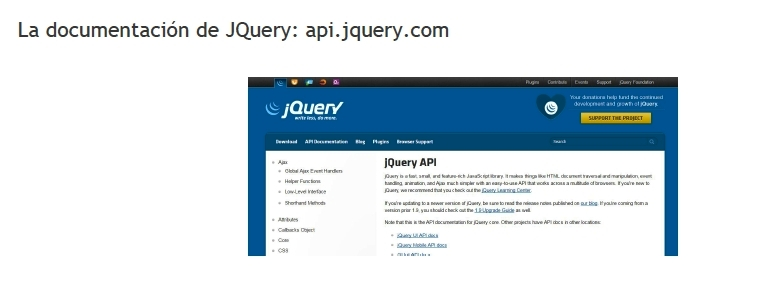 La documentación de JQuery: api.jquery.com
Plugins Contribute Events Support jQuery Foundation
jQuery
write less, do more.
Your donations help fund the continued
development and growth of jQuery.
SUPPORT THE PROJECT
Download API Documentation Blog Plugins Browser Support
Search
Ajax
Global Ajax Event Handlers
Helper Functions
Low-Level Interface
Shorthand Methods
Attributes
Callbacks Object
Core
CSS
jQuery API
jQuery is a fast, small, and feature-rich JavaScript library. It makes things like HTML document traversal and manipulation, event
handling, animation, and Ajax much simpler with an easy-to-use API that works across a multitude of browsers. If you're new to
jQuery, we recommend that you check out the jQuery Learning Center.
If you're updating to a newer version of jQuery, be sure to read the release notes published on our blog. If you're coming from a
version prior 1.9, you should check out the 1.9 Upgrade Guide as well.
Note that this is the API documentation for jQuery core. Other projects have API docs in other locations:
jQuery UI API docs
jQuery Mobile API docs